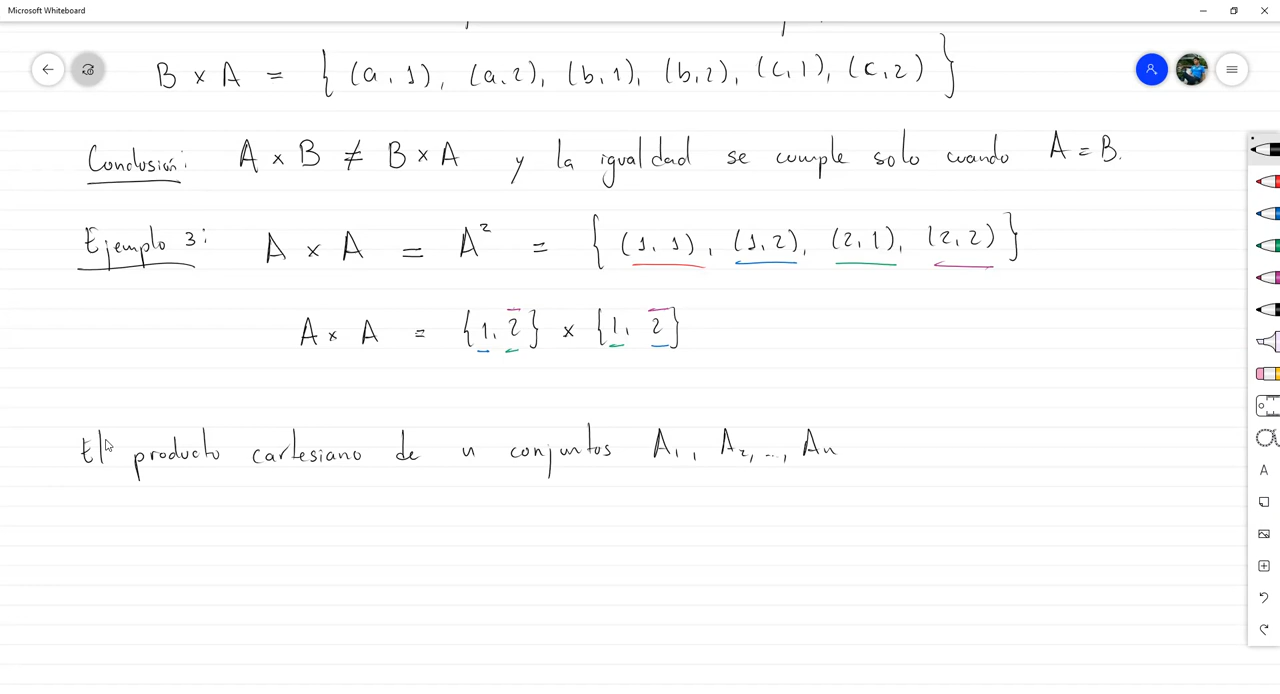 Microsoft Whiteboard
B × A = { (a, 1), (a, 2), (b, 1), (b, 2), (c, 1), (c, 2) }
Conclusión: A × B ≠ B × A y la igualdad se cumple solo cuando A = B.
Ejemplo 3: A × A = A² = { (1, 1), (1, 2), (2, 1), (2, 2) }
A × A = {1, 2} × {1, 2}
El producto cartesiano de n conjuntos A₁, A₂, ..., An
A